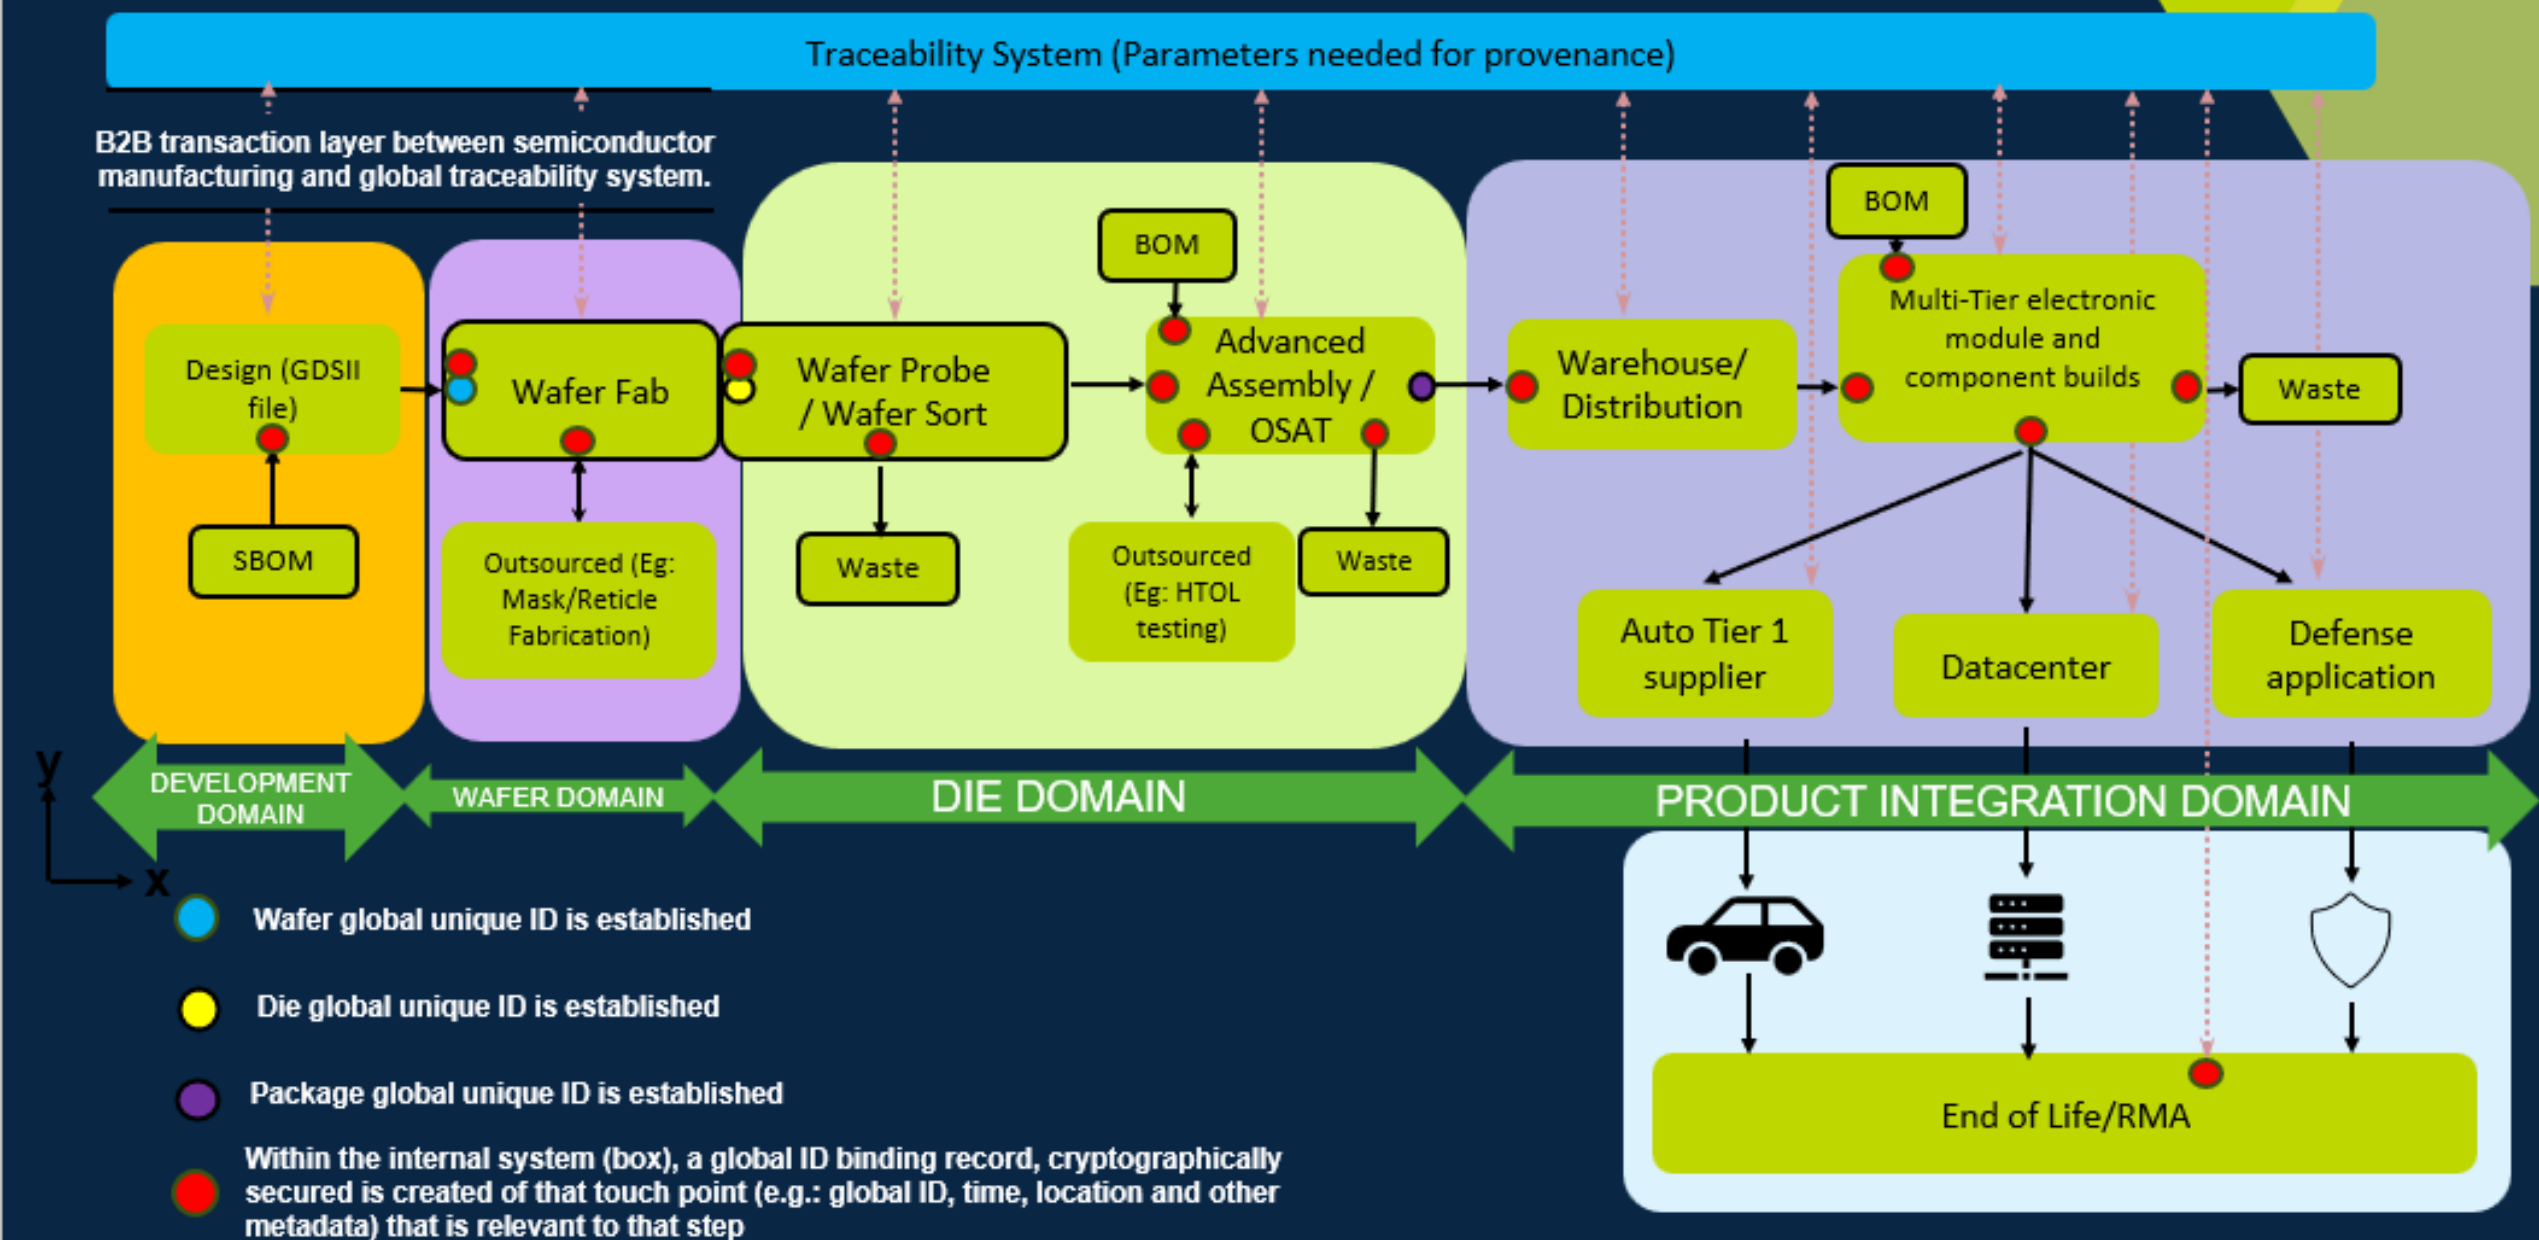 Traceability System (Parameters needed for provenance)
B2B transaction layer between semiconductor
manufacturing and global traceability system.
Design (GDSII
file)
SBOM
Wafer Fab
Outsourced (Eg:
Mask/Reticle
Fabrication)
Wafer Probe
/ Wafer Sort
Waste
BOM
Advanced
Assembly /
OSAT
Outsourced
(Eg: HTOL
testing)
Waste
Warehouse/
Distribution
BOM
Multi-Tier electronic
module and
component builds
Waste
Auto Tier 1
supplier
Datacenter
Defense
application
y
x
DEVELOPMENT
DOMAIN
WAFER DOMAIN
DIE DOMAIN
PRODUCT INTEGRATION DOMAIN
Wafer global unique ID is established
Die global unique ID is established
Package global unique ID is established
Within the internal system (box), a global ID binding record, cryptographically
secured is created of that touch point (e.g.: global ID, time, location and other
metadata) that is relevant to that step
End of Life/RMA